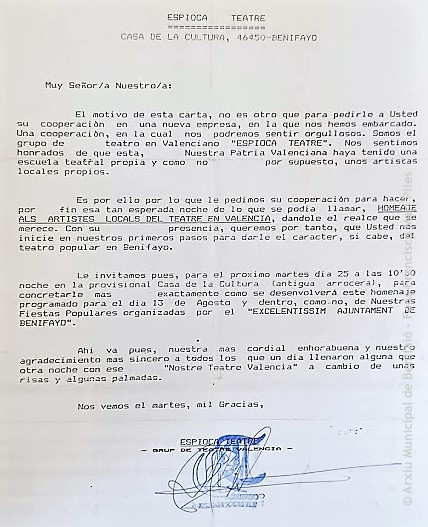 ESPIOCA TEATRE
CASA DE LA CULTURA, 46450-BENIFAYO
Muy Señor/a Nuestro/a:
El motivo de esta carta, no es otro que para pedirle a Usted
su cooperación en una nueva empresa, en la que nos hemos embarcado.
Una cooperación, en la cual nos podremos sentir orgullosos. Somos el
grupo de teatro en Valenciano "ESPIOCA TEATRE". Nos sentimos
honrados de que esta, Nuestra Patria Valenciana haya tenido una
escuela teatral propia y como no por supuesto, unos artistas
locales propios.
Es por ello por lo que le pedimos su cooperación para hacer,
por fin esa tan esperada noche de lo que se podia llamar, HOMENAJE
ALS ARTISTES LOCALS DEL TEATRE EN VALENCIA, dandole el realce que se
merece. Con su presencia, queremos por tanto, que Usted nos
inicie en nuestros primeros pasos para darle el caracter, si cabe, del
teatro popular en Benifayo.
Le invitamos pues, para el proximo martes dia 25 a las 10'30
noche en la provisional Casa de la Cultura (antigua arrocera), para
concretarle mas exactamente como se desenvolverá este homenaje
programado para el dia 13 de Agosto y dentro, como,no, de Nuestras
Fiestas Populares organizadas por el "EXCELENTISSIM AJUNTAMENT DE
BENIFAYO".
Ahi va pues, nuestra mas cordial enhorabuena y nuestro
agradecimiento mas sincero a todos los que un dia llenaron alguna que
otra noche con ese "Nostre Teatre Valencia" a cambio de unas
risas y algunas palmadas.
Nos vemos el martes, mil Gracias,
ESPIOCA TEATRE
- GRUP DE TEATRE VALENCIA -
© Arxiu Municipal de